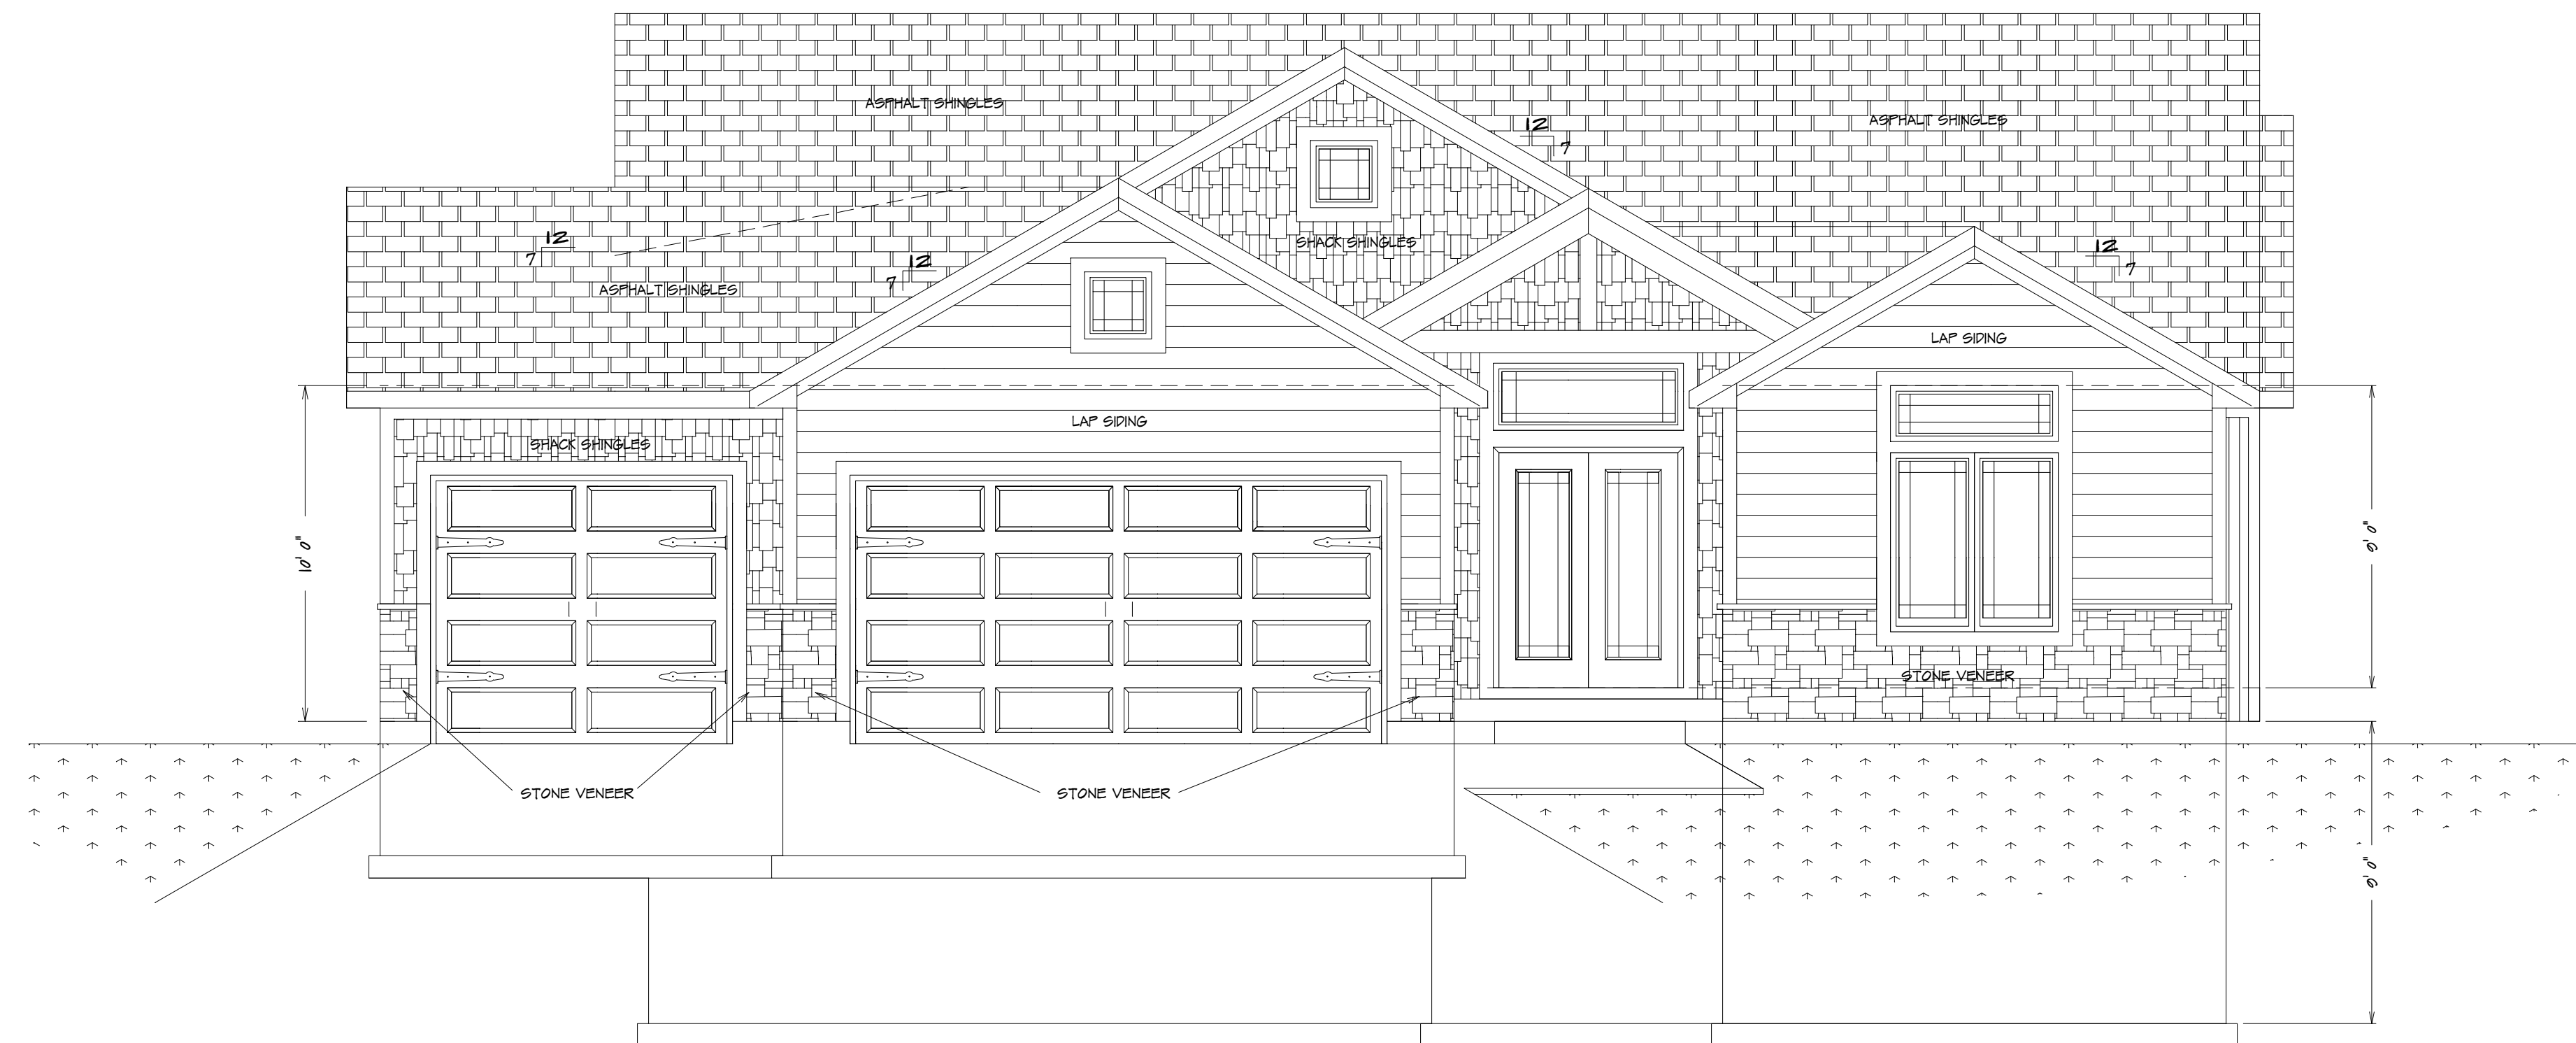 ASPHALT SHINGLES
ASPHALT SHINGLES
12
7
12
7
SHACK SHINGLES
12
7
12
7
ASPHALT SHINGLES
LAP SIDING
LAP SIDING
SHACK SHINGLES
10' 0"
9' 0"
STONE VENEER
STONE VENEER
STONE VENEER
9' 0"